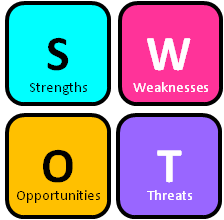 S
Strengths
W
Weaknesses
O
Opportunities
T
Threats